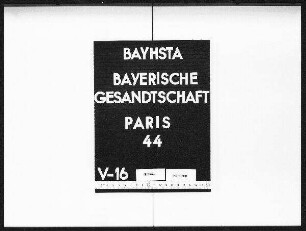 BAYHSTA
BAYERISCHE
GESANDTSCHAFT
PARIS
44
V-16